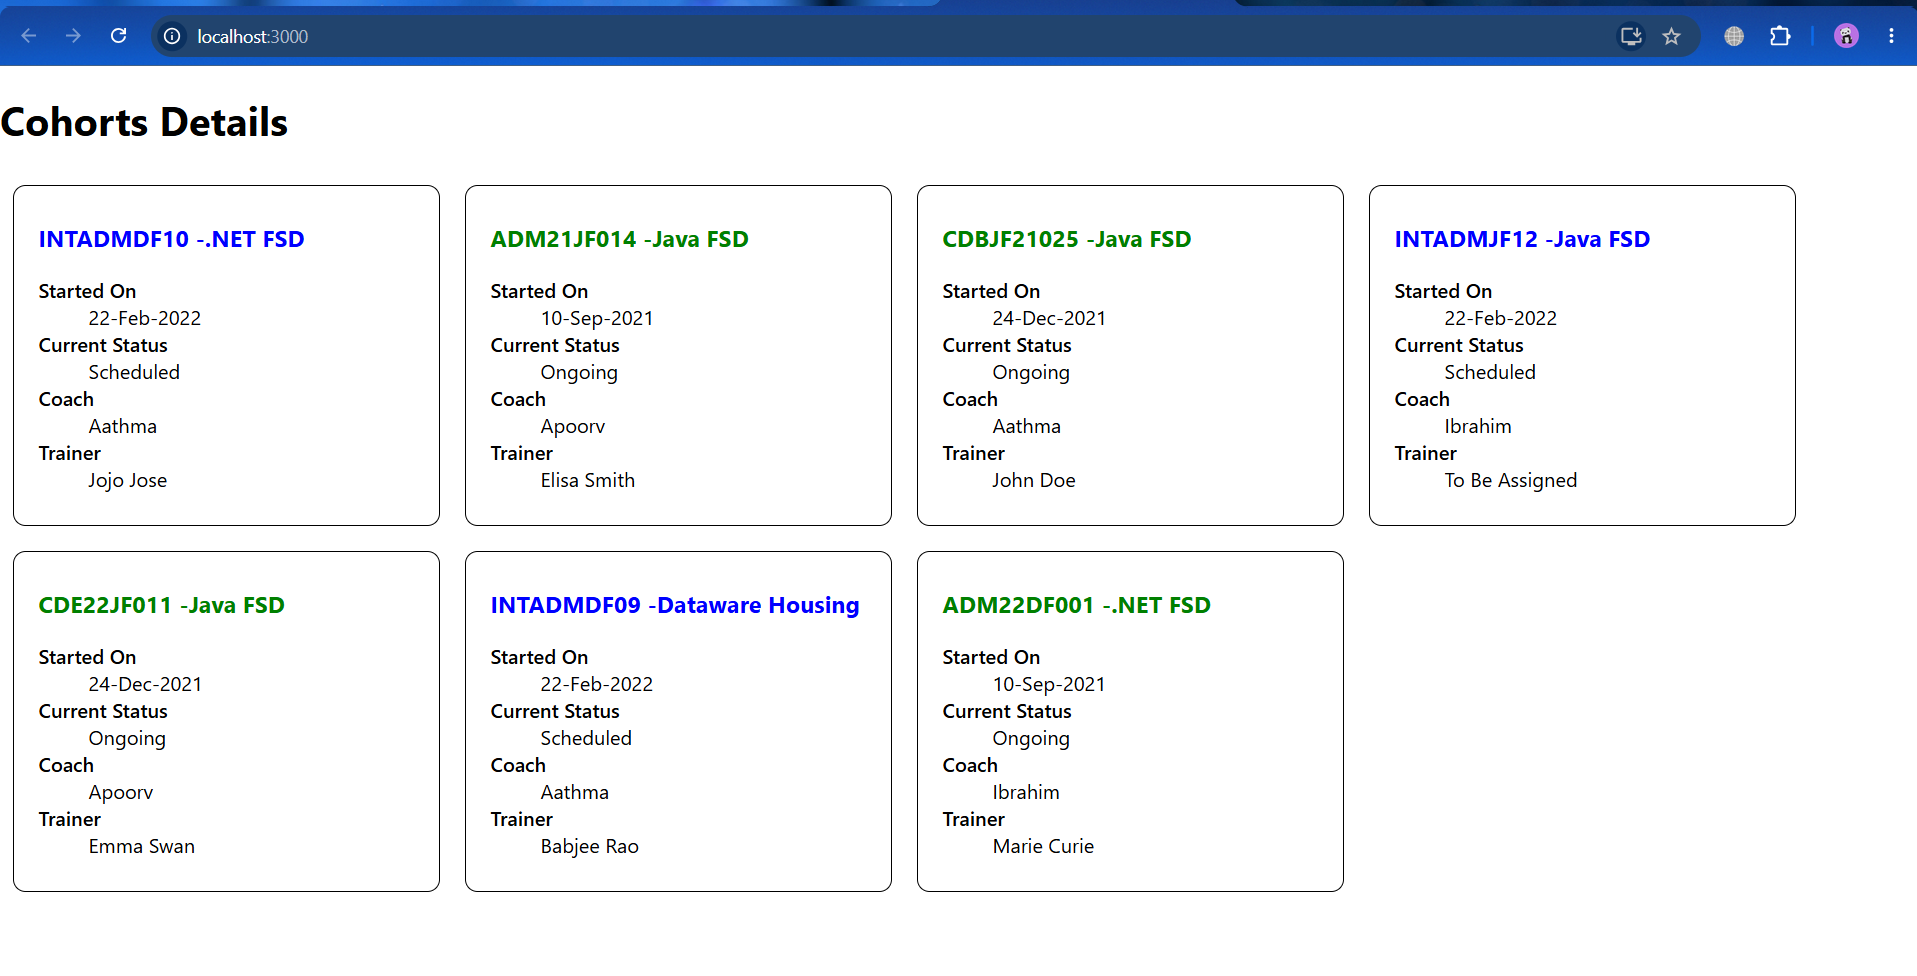 localhost:3000
Cohorts Details
INTADMDF10 -.NET FSD
Started On
22-Feb-2022
Current Status
Scheduled
Coach
Aathma
Trainer
Jojo Jose
ADM21JF014 -Java FSD
Started On
10-Sep-2021
Current Status
Ongoing
Coach
Apoorv
Trainer
Elisa Smith
CDBJF21025 -Java FSD
Started On
24-Dec-2021
Current Status
Ongoing
Coach
Aathma
Trainer
John Doe
INTADMJF12 -Java FSD
Started On
22-Feb-2022
Current Status
Scheduled
Coach
Ibrahim
Trainer
To Be Assigned
CDE22JF011 -Java FSD
Started On
24-Dec-2021
Current Status
Ongoing
Coach
Apoorv
Trainer
Emma Swan
INTADMDF09 -Dataware Housing
Started On
22-Feb-2022
Current Status
Scheduled
Coach
Aathma
Trainer
Babjee Rao
ADM22DF001 -.NET FSD
Started On
10-Sep-2021
Current Status
Ongoing
Coach
Ibrahim
Trainer
Marie Curie